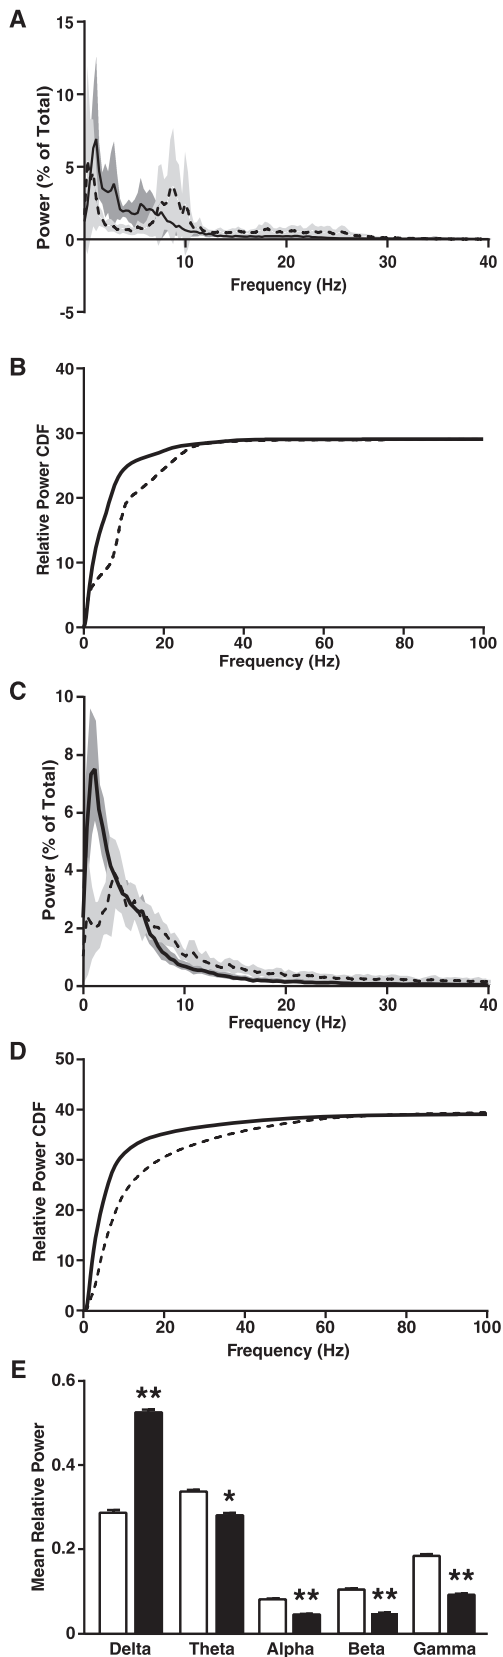 A
15
10
5
0
-5
Power (% of Total)
10 20 30 40
Frequency (Hz)
B
40
30
20
10
0
Relative Power CDF
0 20 40 60 80 100
Frequency (Hz)
C
10
8
6
4
2
0
Power (% of Total)
0 10 20 30 40
Frequency (Hz)
D
50
40
30
20
10
0
Relative Power CDF
0 20 40 60 80 100
Frequency (Hz)
E
0.6
0.4
0.2
0
Mean Relative Power
** * ** ** **
Delta Theta Alpha Beta Gamma